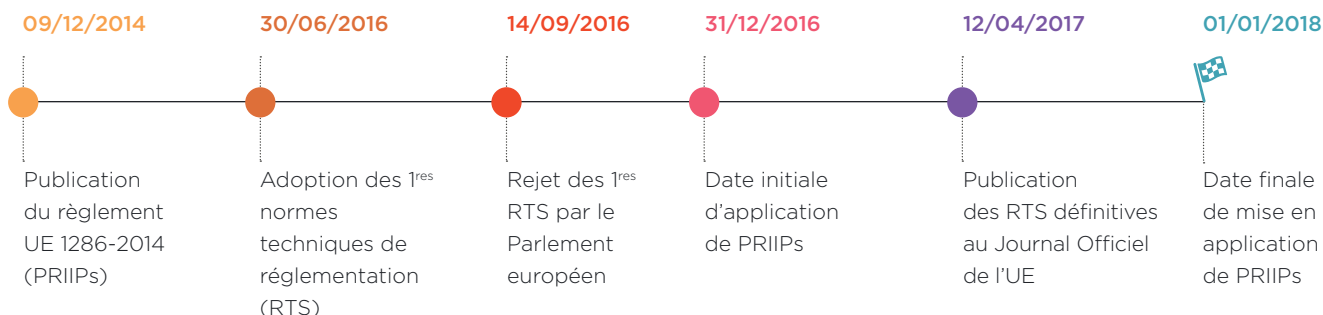 09/12/2014
Publication
du règlement
UE 1286-2014
(PRIIPs)
30/06/2016
Adoption des 1res
normes
techniques de
réglementation
(RTS)
14/09/2016
Rejet des 1res
RTS par le
Parlement
européen
31/12/2016
Date initiale
d’application
de PRIIPs
12/04/2017
Publication
des RTS définitives
au Journal Officiel
de l’UE
01/01/2018
Date finale
de mise en
application
de PRIIPs